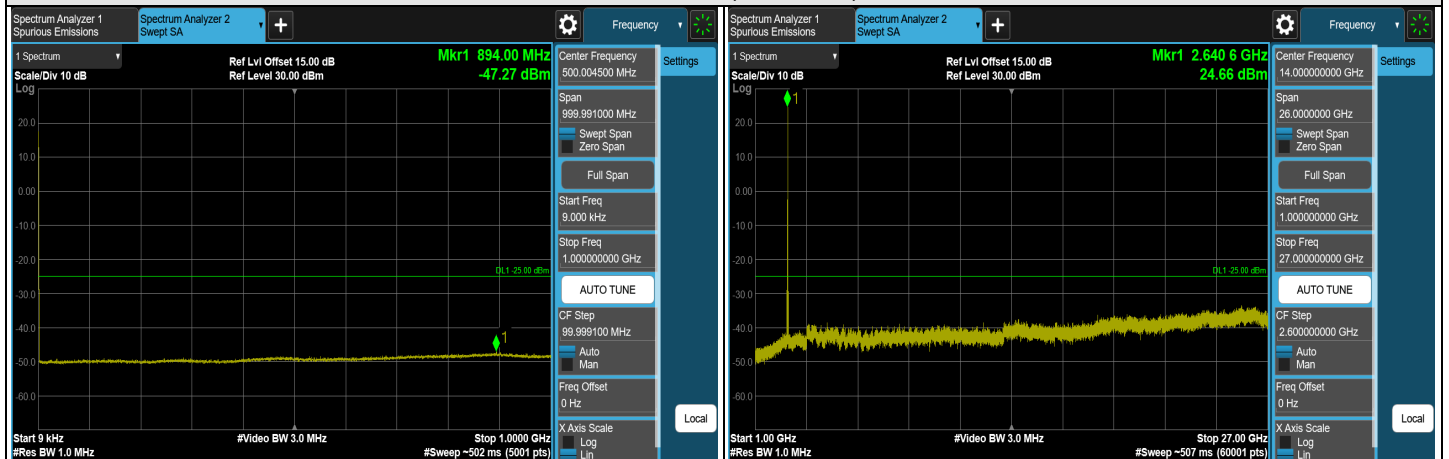 Spectrum Analyzer 1
Spurious Emissions
Spectrum Analyzer 2
Swept SA
+
Frequency
1 Spectrum
Scale/Div 10 dB
Log
Ref Lvl Offset 15.00 dB
Ref Level 30.00 dBm
Mkr1 894.00 MHz
-47.27 dBm
1
20.0
10.0
0.00
-10.0
-20.0
-30.0
-40.0
-50.0
-60.0
DL1 -25.00 dBm
Start 9 kHz
#Res BW 1.0 MHz
#Video BW 3.0 MHz
Stop 1.0000 GHz
#Sweep ~502 ms (5001 pts)
Center Frequency
500.004500 MHz
Span
999.991000 MHz
Swept Span
Zero Span
Full Span
Start Freq
9.000 kHz
Stop Freq
1.000000000 GHz
AUTO TUNE
CF Step
99.999100 MHz
Auto
Man
Freq Offset
0 Hz
X Axis Scale
Log
Lin
Settings
Local
Spectrum Analyzer 1
Spurious Emissions
Spectrum Analyzer 2
Swept SA
+
Frequency
1 Spectrum
Scale/Div 10 dB
Log
Ref Lvl Offset 15.00 dB
Ref Level 30.00 dBm
Mkr1 2.640 6 GHz
24.66 dBm
1
20.0
10.0
0.00
-10.0
-20.0
-30.0
-40.0
-50.0
-60.0
DL1 -25.00 dBm
Start 1.00 GHz
#Res BW 1.0 MHz
#Video BW 3.0 MHz
Stop 27.00 GHz
#Sweep ~507 ms (60001 pts)
Center Frequency
14.000000000 GHz
Span
26.0000000 GHz
Swept Span
Zero Span
Full Span
Start Freq
1.000000000 GHz
Stop Freq
27.000000000 GHz
AUTO TUNE
CF Step
2.600000000 GHz
Auto
Man
Freq Offset
0 Hz
X Axis Scale
Log
Lin
Settings
Local